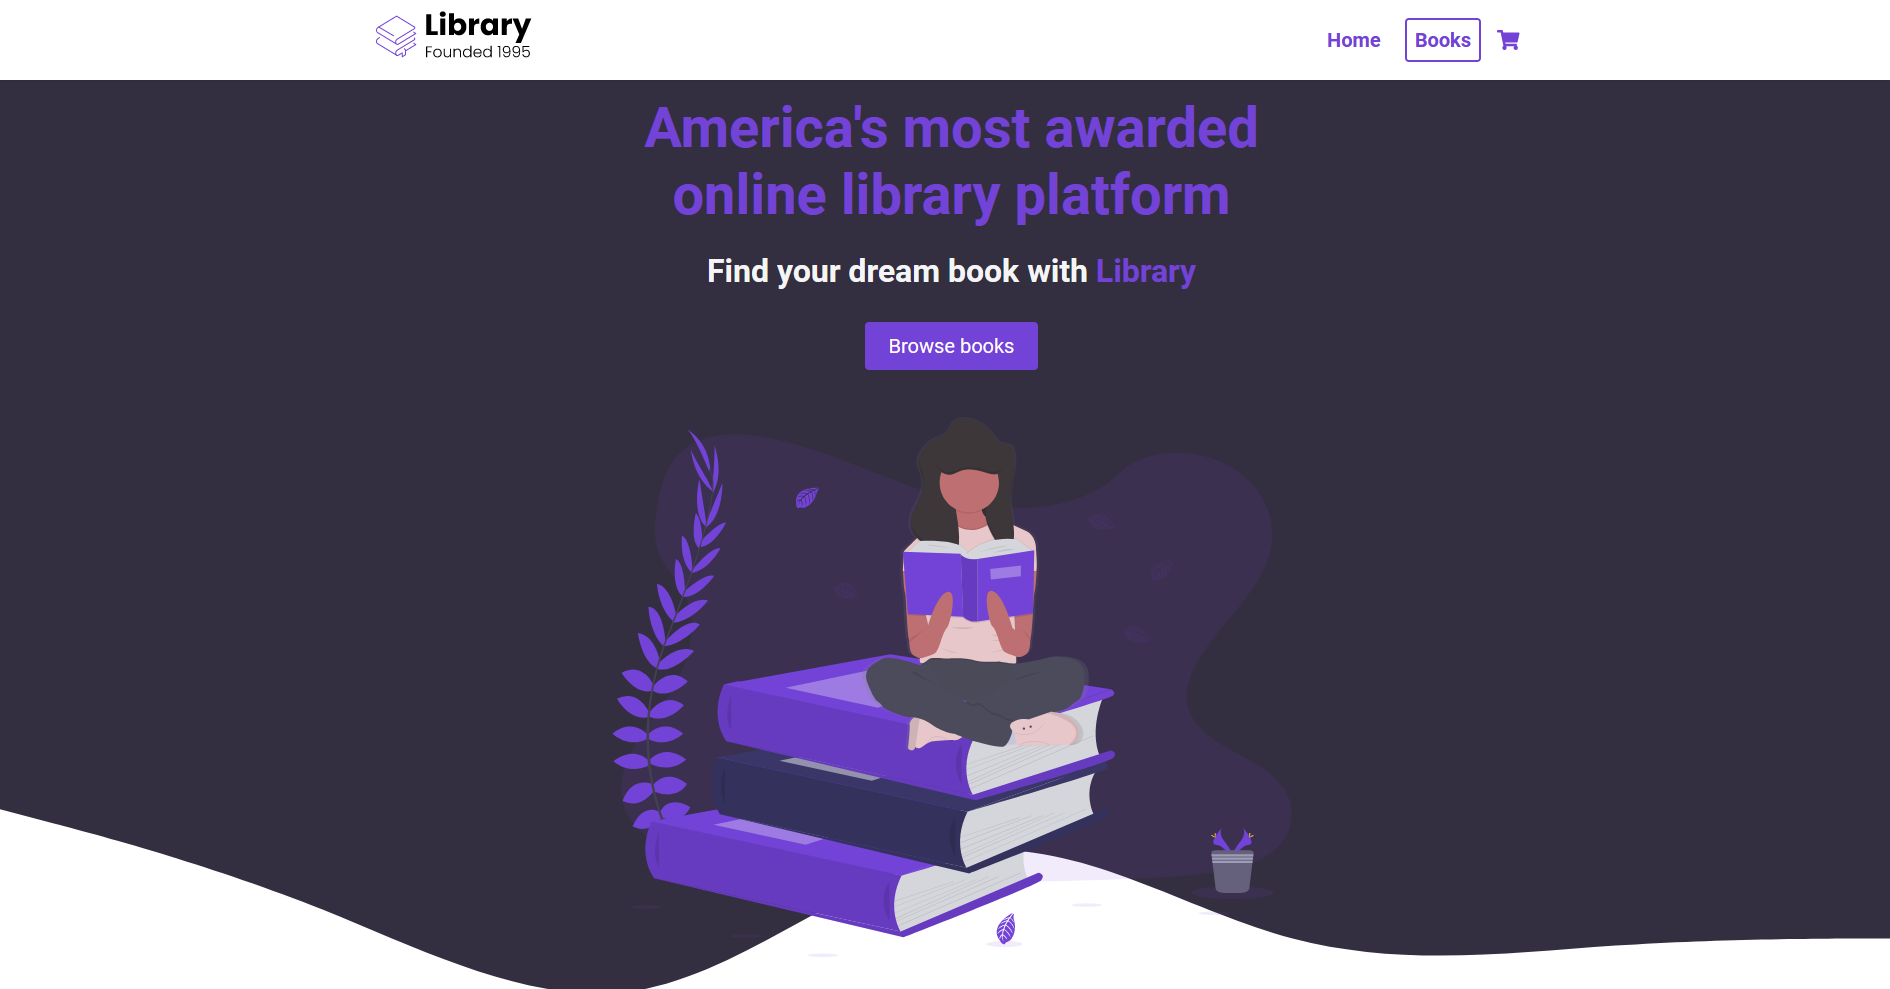 Library
Founded 1995
Home
Books
America's most awarded
online library platform
Find your dream book with Library
Browse books